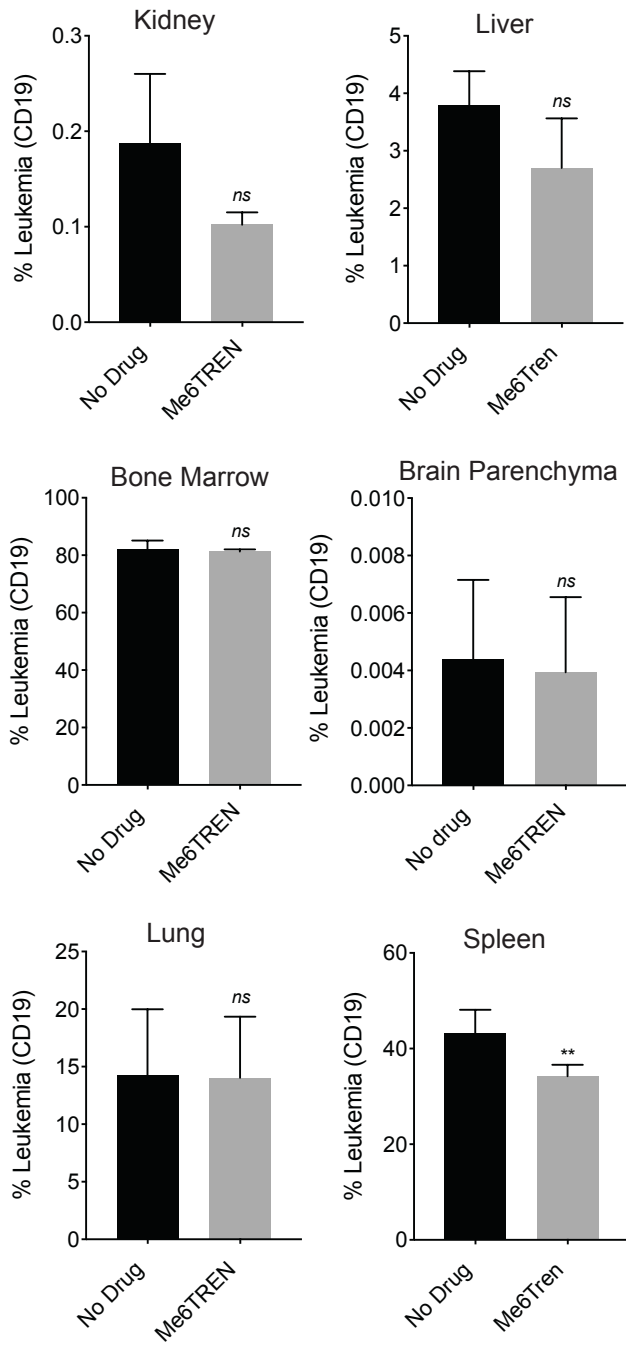 Kidney
% Leukemia (CD19)
0.3
0.2
0.1
0.0
ns
No Drug
Me6TREN
Liver
% Leukemia (CD19)
5
4
3
2
1
0
ns
No Drug
Me6Tren
Bone Marrow
% Leukemia (CD19)
100
80
60
40
20
0
ns
No Drug
Me6TREN
Brain Parenchyma
% Leukemia (CD19)
0.010
0.008
0.006
0.004
0.002
0.000
ns
No drug
Me6TREN
Lung
% Leukemia (CD19)
25
20
15
10
5
0
ns
No Drug
Me6TREN
Spleen
% Leukemia (CD19)
60
40
20
0
**
No Drug
Me6Tren